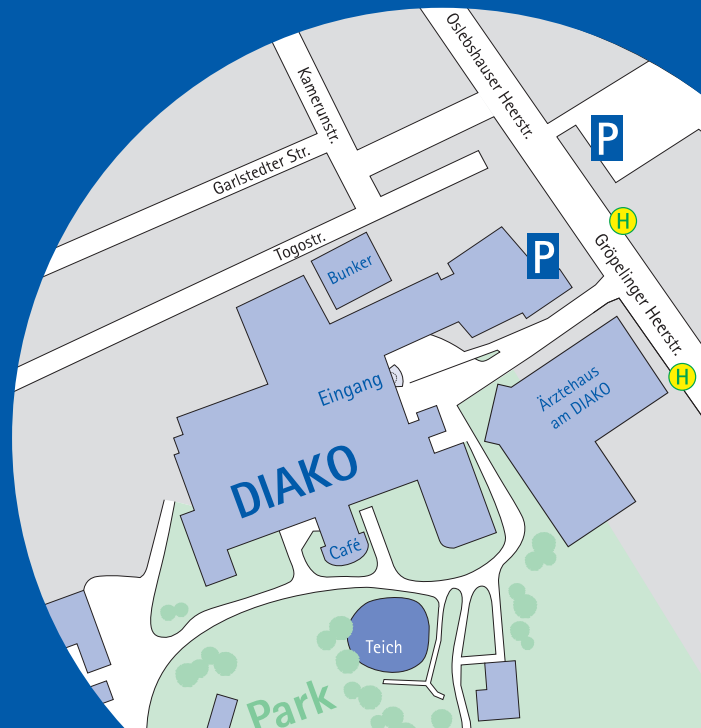 Oslebshauser Heerstr.
Kamerunstr.
P
Garlstedter Str.
H
Togostr.
P
Bunker
Gröpelinger Heerstr.
H
Eingang
Ärztehaus
am DIAKO
DIAKO
Café
Teich
Park